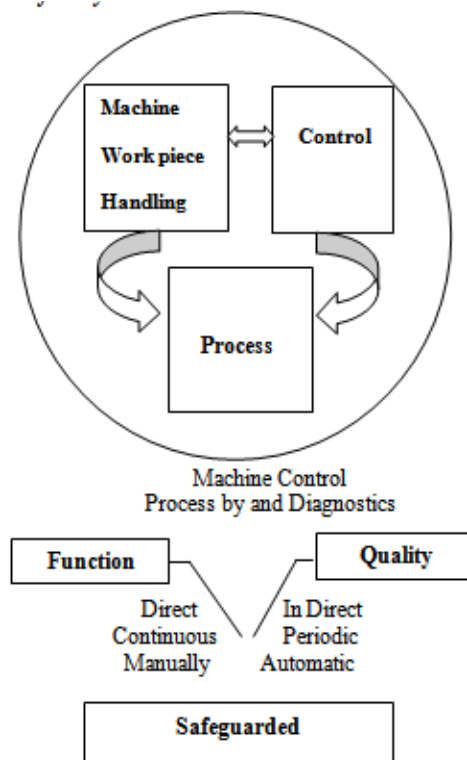 Machine
Control
Work piece
Handling
Process
Machine Control
Process by and Diagnostics
Function
Quality
Direct
In Direct
Continuous
Periodic
Manually
Automatic
Safeguarded